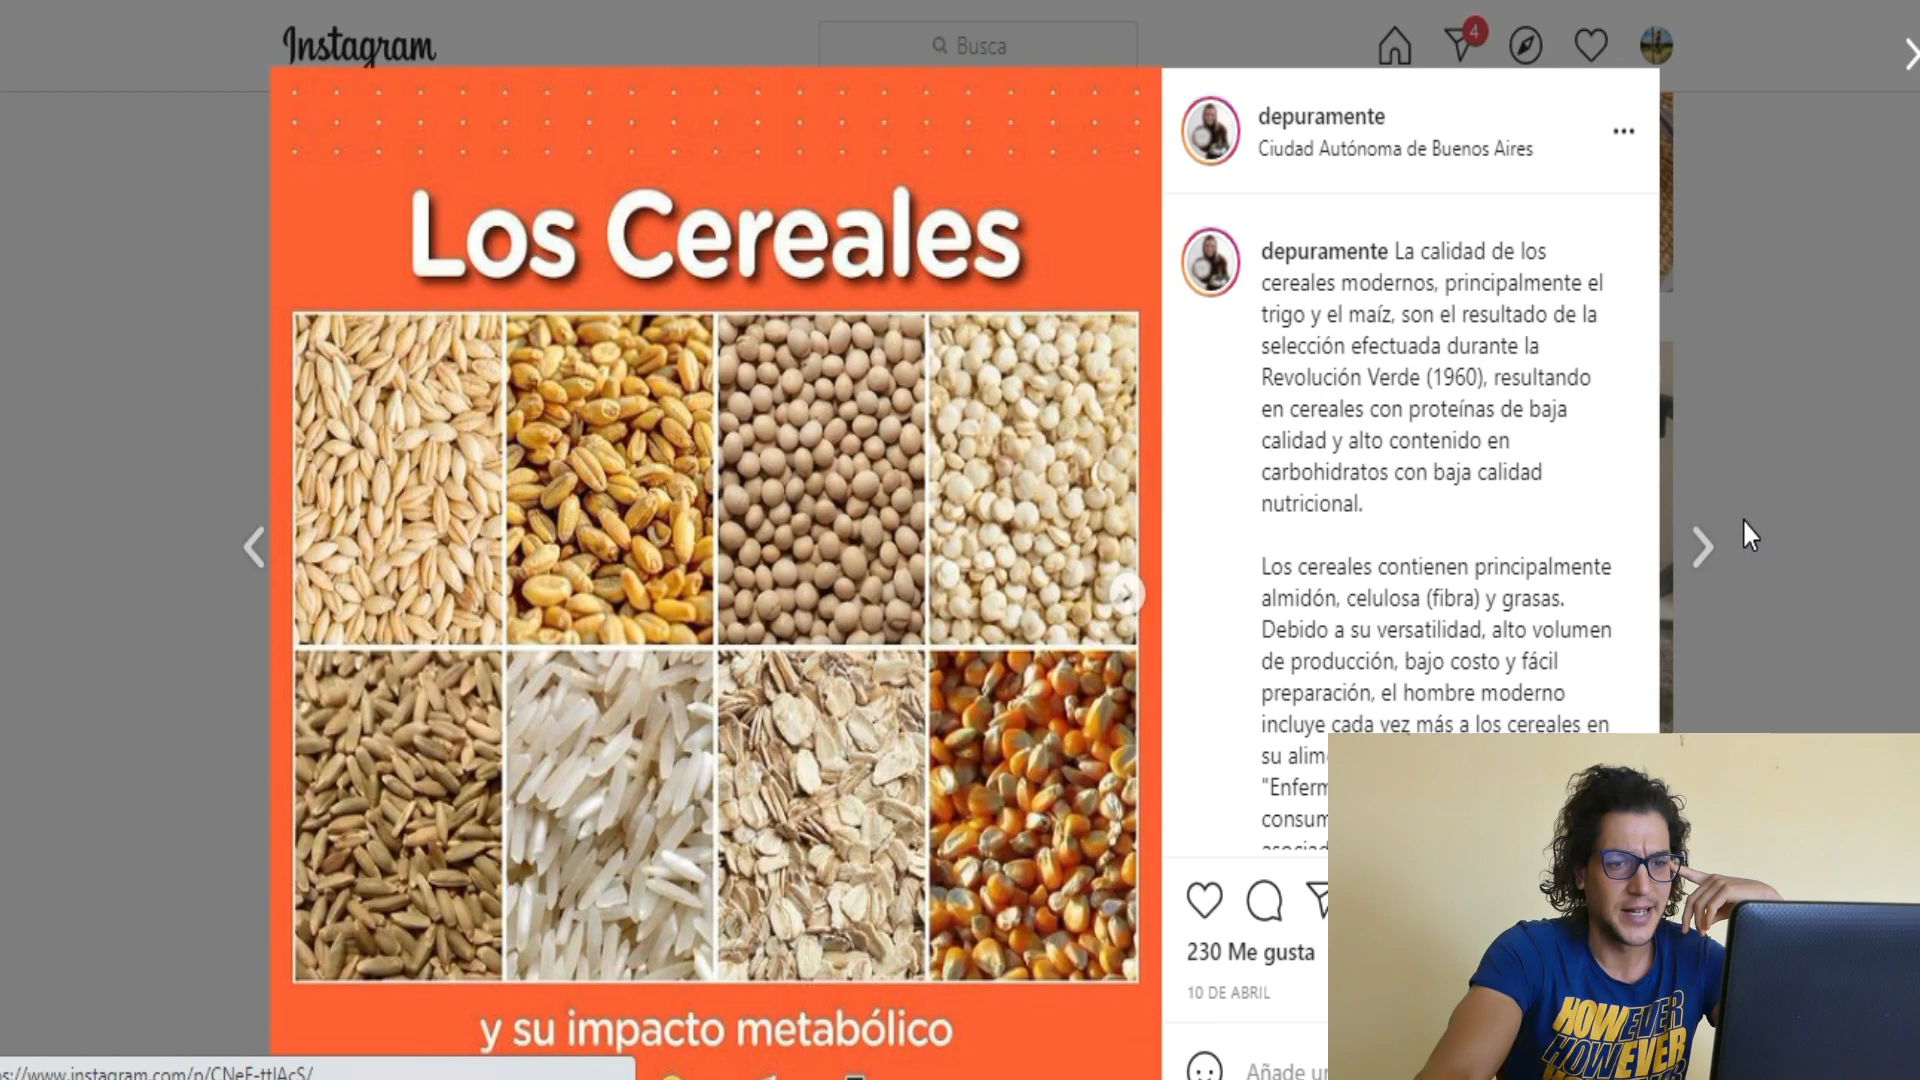 Instagram
Busca
4
Los Cereales
y su impacto metabólico
depuramente
Ciudad Autónoma de Buenos Aires
depuramente La calidad de los
cereales modernos, principalmente el
trigo y el maíz, son el resultado de la
selección efectuada durante la
Revolución Verde (1960), resultando
en cereales con proteínas de baja
calidad y alto contenido en
carbohidratos con baja calidad
nutricional.
Los cereales contienen principalmente
almidón, celulosa (fibra) y grasas.
Debido a su versatilidad, alto volumen
de producción, bajo costo y fácil
preparación, el hombre moderno
incluye cada vez más a los cereales en
su alim
"Enferm
consum
230 Me gusta
10 DE ABRIL
Añade u
HOWEVER
HOWEVER